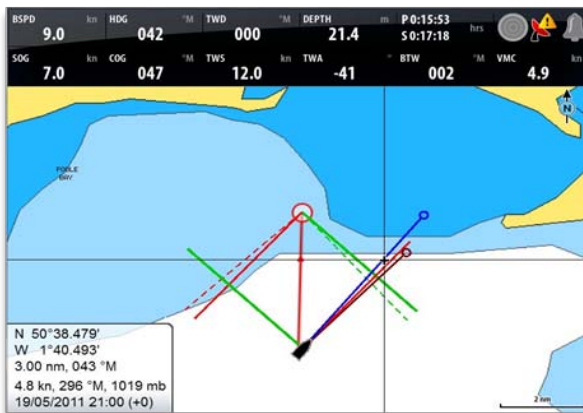 BSPD kn HDG °M TWD °M DEPTH m P 0:15:53 hrs
9.0 042 000 21.4 S 0:17:18
SOG kn COG °M TWS kn TWA ° BTW °M VMC kn
7.0 047 12.0 -41 002 4.9
N
POOLE
BAY
N 50°38.479'
W 1°40.493'
3.00 nm, 043 °M
4.8 kn, 296 °M, 1019 mb
19/05/2011 21:00 (+0)
2 nm